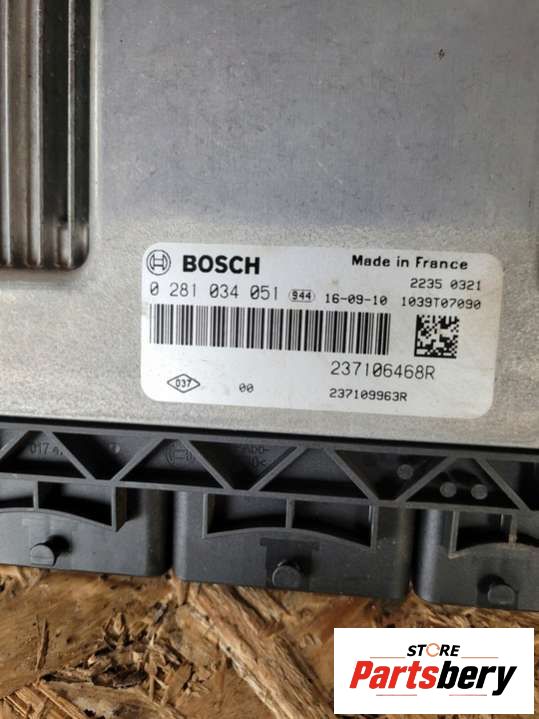 BOSCH Made in France
2235 0321
0 281 034 051 944 16-09-10 1039T07090
237106468R
037 00 237109963R
017
STORE
Partsbery